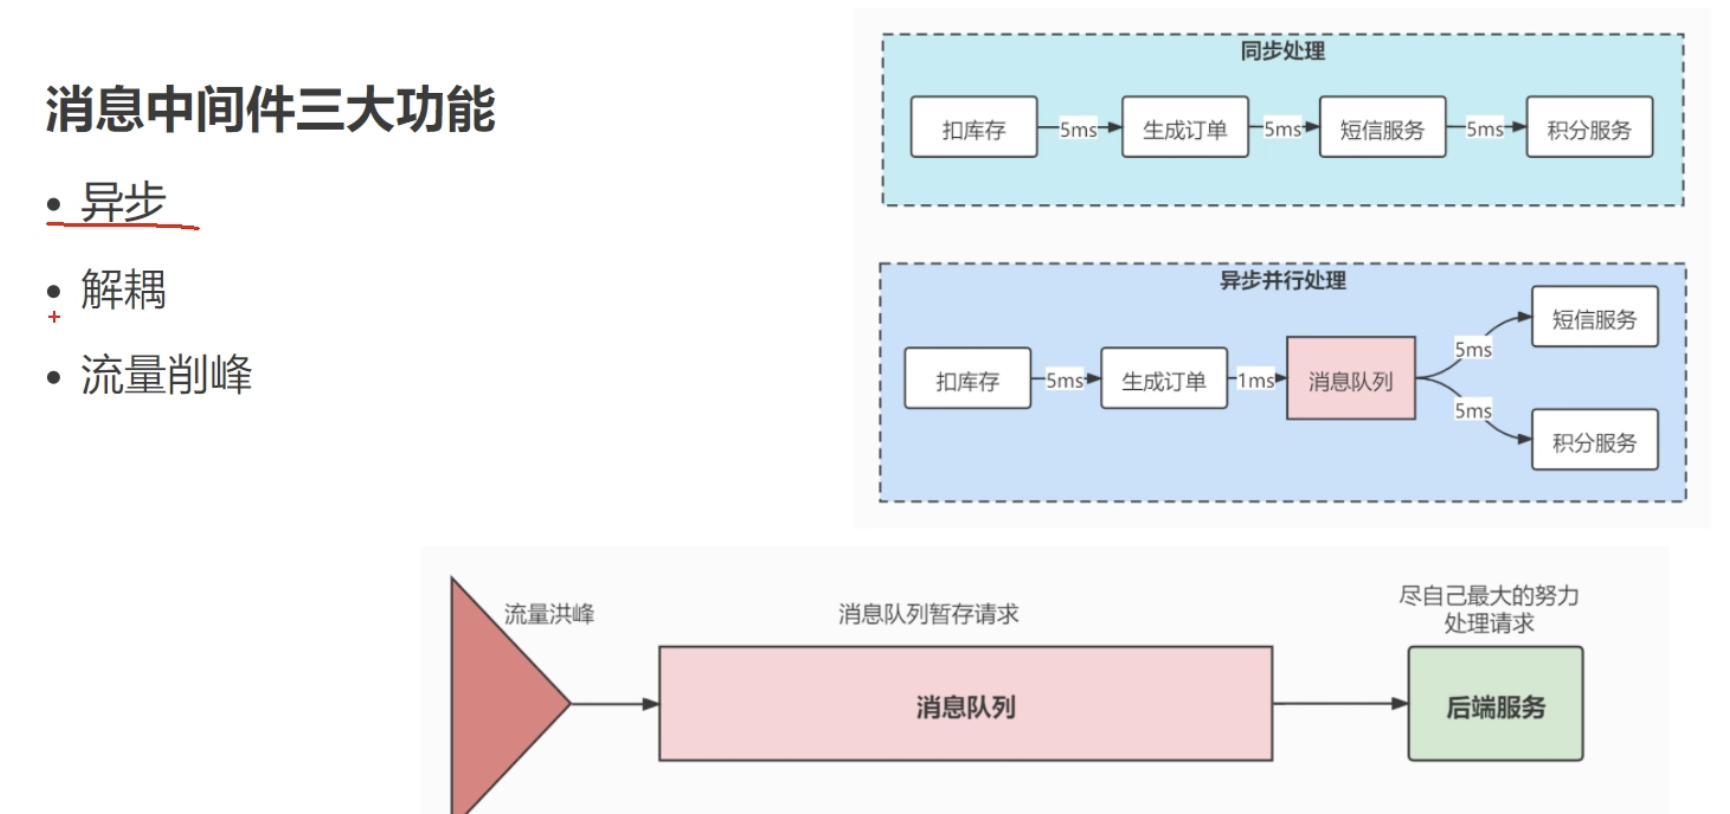 消息中间件三大功能
• 异步
• 解耦
• 流量削峰
同步处理
扣库存
5ms
生成订单
5ms
短信服务
5ms
积分服务
异步并行处理
扣库存
5ms
生成订单
1ms
消息队列
5ms
短信服务
5ms
积分服务
流量洪峰
消息队列暂存请求
消息队列
尽自己最大的努力
处理请求
后端服务